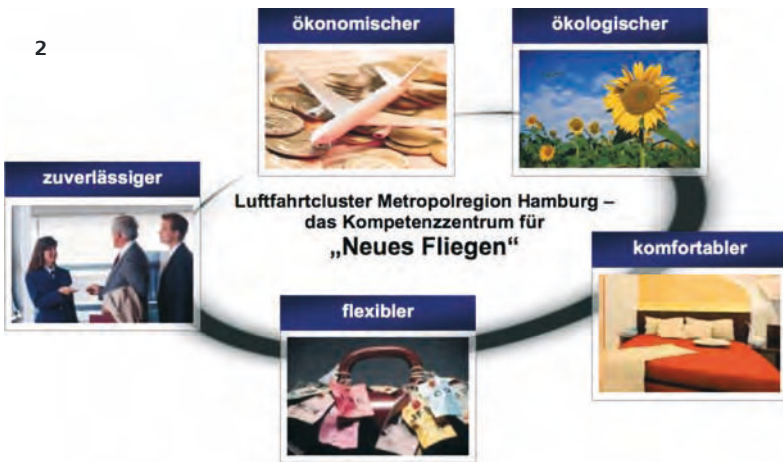 2
ökonomischer
ökologischer
zuverlässiger
Luftfahrtcluster Metropolregion Hamburg –
das Kompetenzzentrum für
„Neues Fliegen“
komfortabler
flexibler